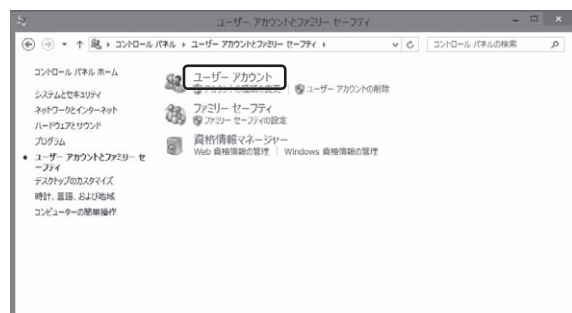 ユーザー アカウントとファミリー セーフティ
コントロール パネル ▸ ユーザー アカウントとファミリー セーフティ ▸
コントロール パネルの検索
コントロール パネル ホーム
システムとセキュリティ
ネットワークとインターネット
ハードウェアとサウンド
プログラム
ユーザー アカウントとファミリー セ
ーフティ
デスクトップのカスタマイズ
時計、言語、および地域
コンピューターの簡単操作
ユーザー アカウント
アカウントの種類の変更 ユーザー アカウントの削除
ファミリー セーフティ
ファミリー セーフティの設定
資格情報マネージャー
Web 資格情報の管理 Windows 資格情報の管理